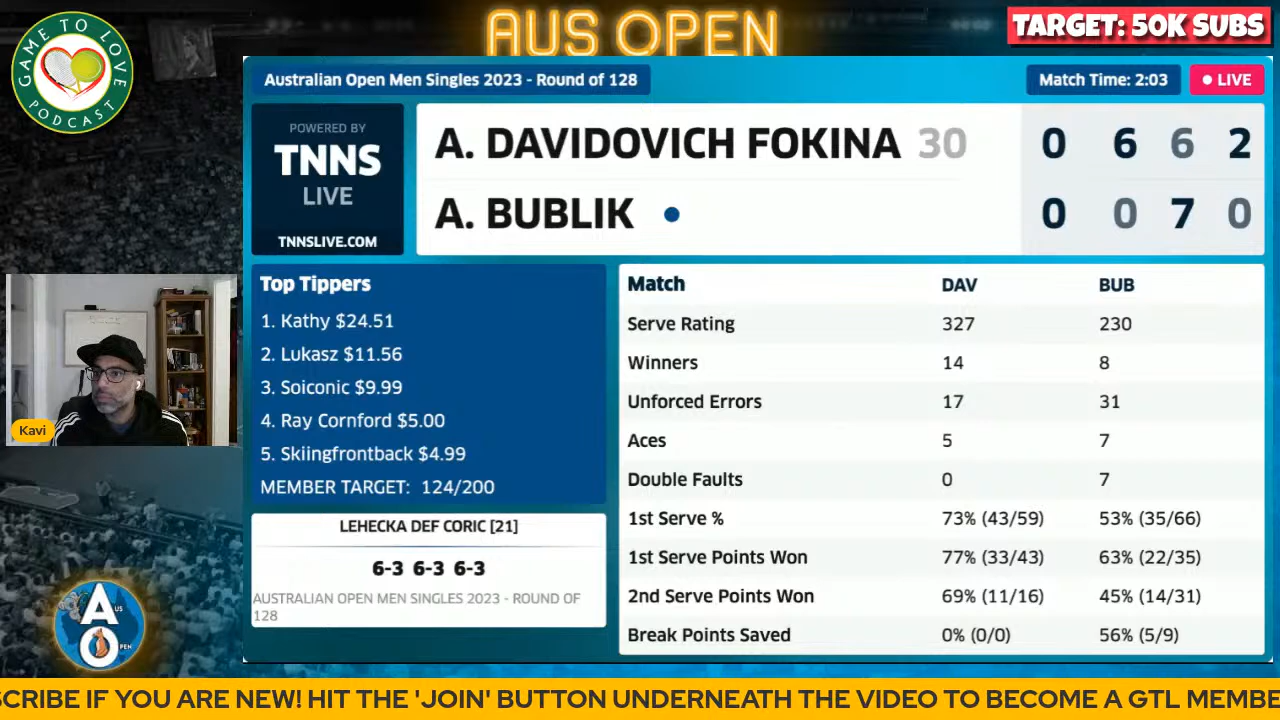 AUS OPEN
TARGET: 50K SUBS
GAME TO LOVE PODCAST
Australian Open Men Singles 2023 - Round of 128
Match Time: 2:03
LIVE
POWERED BY
TNNS
LIVE
TNNSLIVE.COM
A. DAVIDOVICH FOKINA 30 0 6 6 2
A. BUBLIK 0 0 7 0
Top Tippers
1. Kathy $24.51
2. Lukasz $11.56
3. Soiconic $9.99
4. Ray Cornford $5.00
5. Skiingfrontback $4.99
MEMBER TARGET: 124/200
LEHECKA DEF CORIC [21]
6-3 6-3 6-3
AUSTRALIAN OPEN MEN SINGLES 2023 - ROUND OF
128
Match DAV BUB
Serve Rating 327 230
Winners 14 8
Unforced Errors 17 31
Aces 5 7
Double Faults 0 7
1st Serve % 73% (43/59) 53% (35/66)
1st Serve Points Won 77% (33/43) 63% (22/35)
2nd Serve Points Won 69% (11/16) 45% (14/31)
Break Points Saved 0% (0/0) 56% (5/9)
Kavi
AUS
OPEN
SCRIBE IF YOU ARE NEW! HIT THE 'JOIN' BUTTON UNDERNEATH THE VIDEO TO BECOME A GTL MEMBE